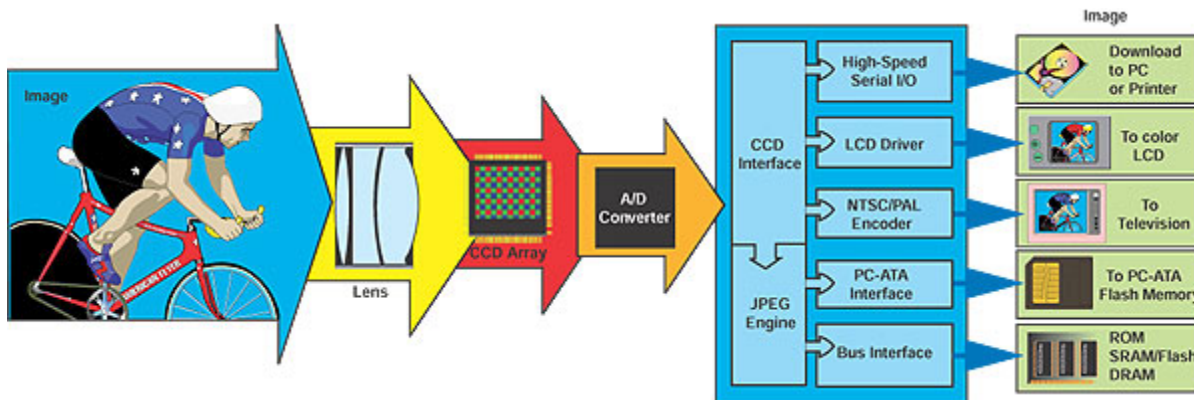 Image
Image
AMERICAN FLYER
Lens
CCD Array
A/D
Converter
CCD
Interface
JPEG
Engine
High-Speed
Serial I/O
LCD Driver
NTSC/PAL
Encoder
PC-ATA
Interface
Bus Interface
Download
to PC
or Printer
To color
LCD
To
Television
To PC-ATA
Flash Memory
ROM
SRAM/Flash
DRAM